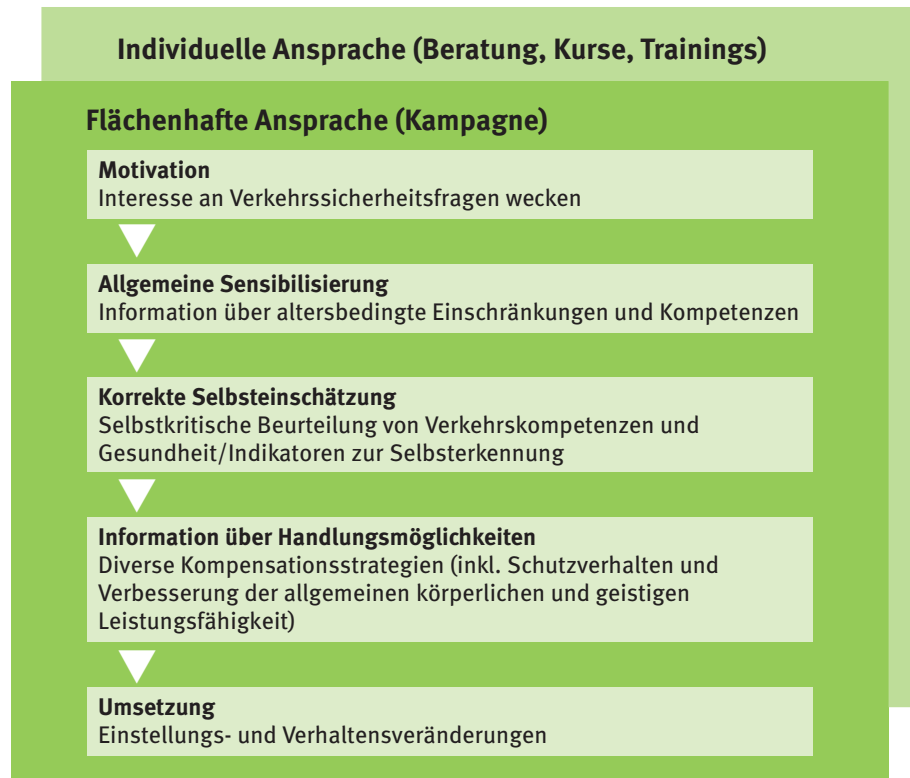 Individuelle Ansprache (Beratung, Kurse, Trainings)
Flächenhafte Ansprache (Kampagne)
Motivation
Interesse an Verkehrssicherheitsfragen wecken
Allgemeine Sensibilisierung
Information über altersbedingte Einschränkungen und Kompetenzen
Korrekte Selbsteinschätzung
Selbstkritische Beurteilung von Verkehrskompetenzen und
Gesundheit/Indikatoren zur Selbsterkennung
Information über Handlungsmöglichkeiten
Diverse Kompensationsstrategien (inkl. Schutzverhalten und
Verbesserung der allgemeinen körperlichen und geistigen
Leistungsfähigkeit)
Umsetzung
Einstellungs- und Verhaltensveränderungen